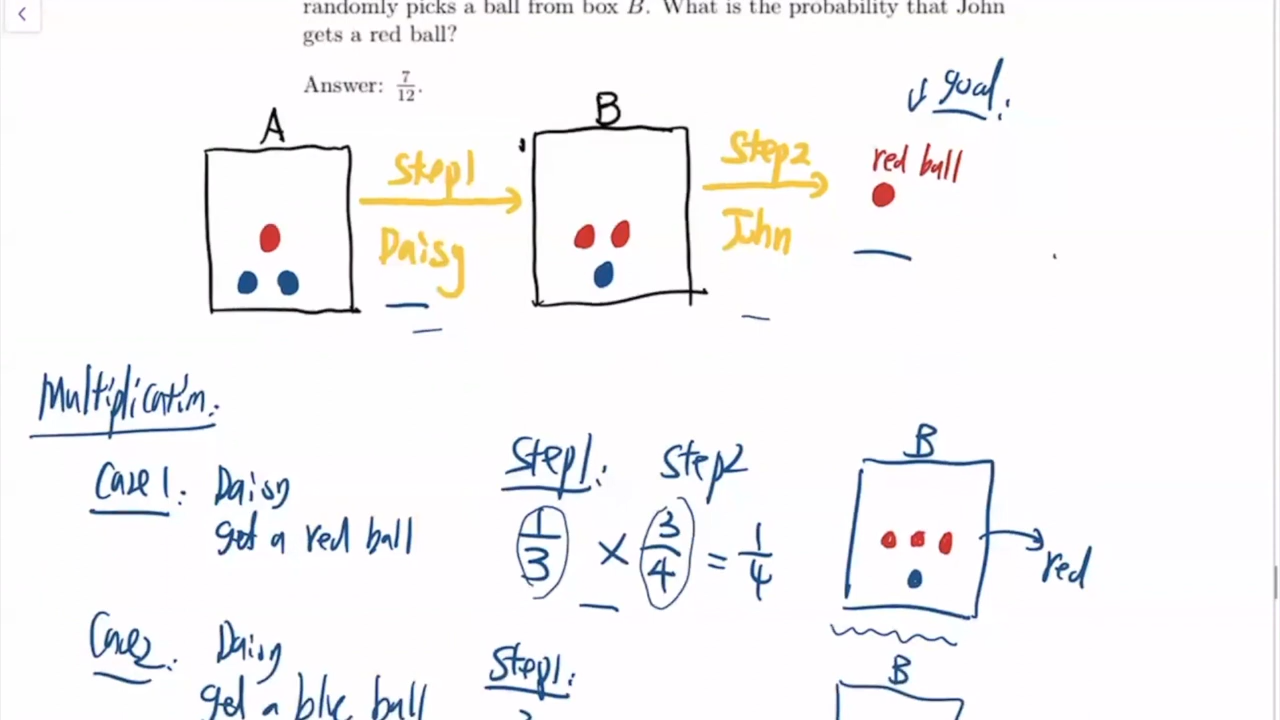 randomly picks a ball from box B. What is the probability that John
gets a red ball?
Answer: 7/12.
goal.
A
B
Step1
Step2
red ball
Daisy
John
Multiplication:
Step1: Step2
B
Case 1: Daisy
get a red ball
1/3 × 3/4 = 1/4
red
Case2: Daisy
get a blue ball
Step1:
B